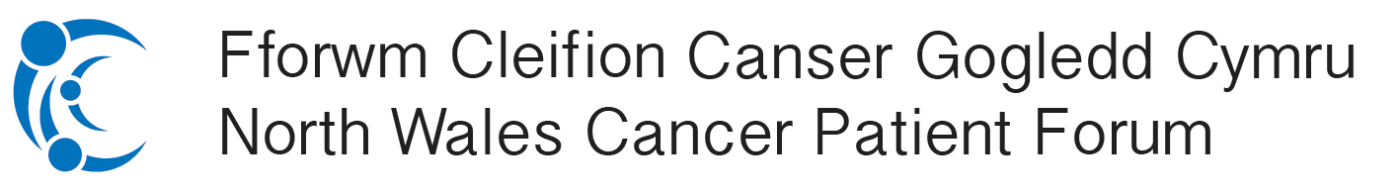 Fforwm Cleifion Canser Gogledd Cymru
North Wales Cancer Patient Forum